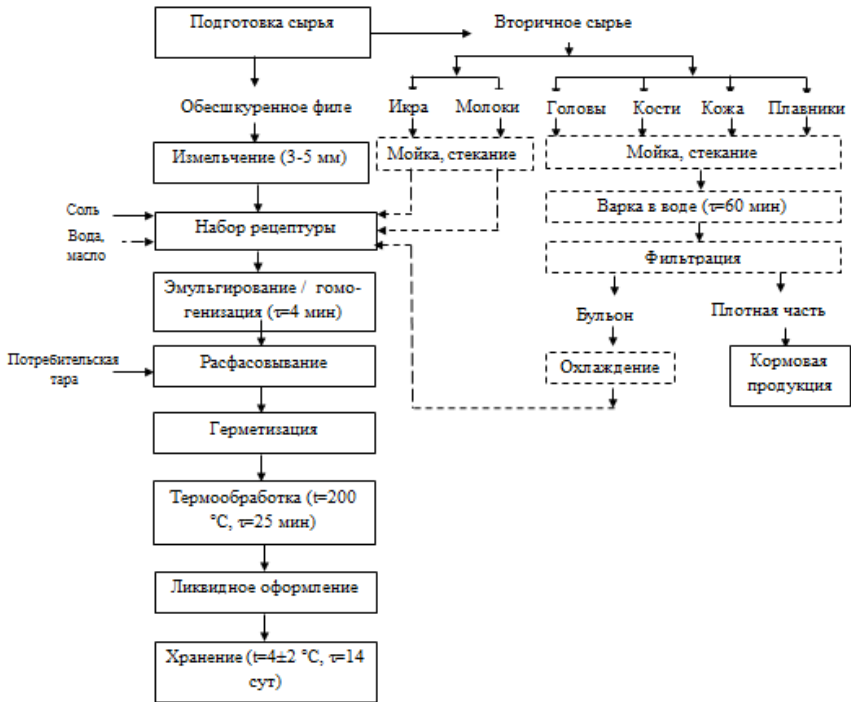 Подготовка сырья
Вторичное сырье
Обесшкуренное филе
Икра
Молоки
Головы
Кости
Кожа
Плавники
Измельчение (3-5 мм)
Мойка, стекание
Мойка, стекание
Соль
Вода,
масло
Набор рецептуры
Варка в воде (τ=60 мин)
Фильтрация
Эмульгирование / гомо-
генизация (τ=4 мин)
Бульон
Плотная часть
Потребительская
тара
Расфасовывание
Охлаждение
Кормовая
продукция
Герметизация
Термообработка (t=200
°C, τ=25 мин)
Ликвидное оформление
Хранение (t=4±2 °C, τ=14
сут)